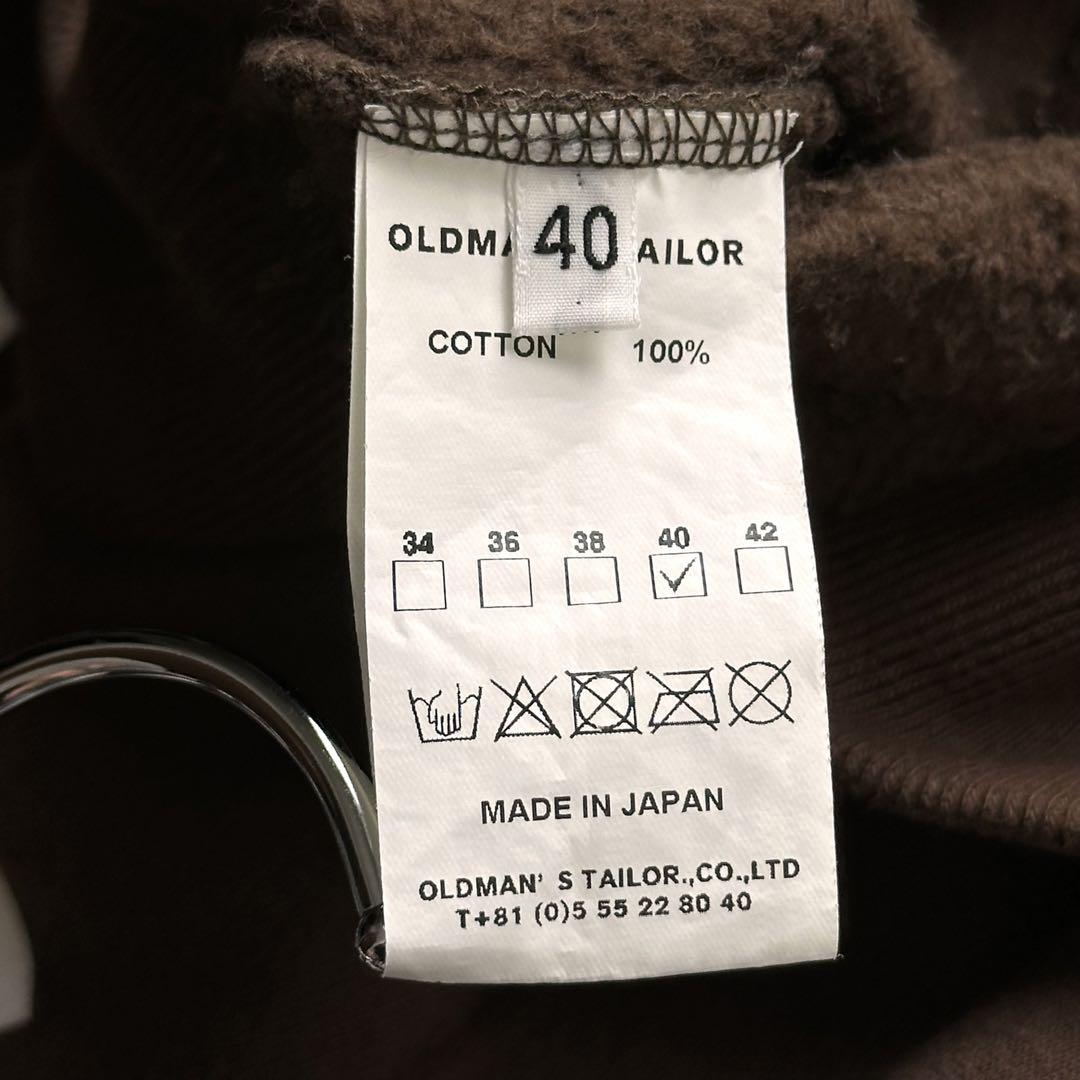 40
OLDMA AILOR
COTTON 100%
34 36 38 40 42
MADE IN JAPAN
OLDMAN' S TAILOR.,CO.,LTD
T+81 (0)5 55 22 80 40